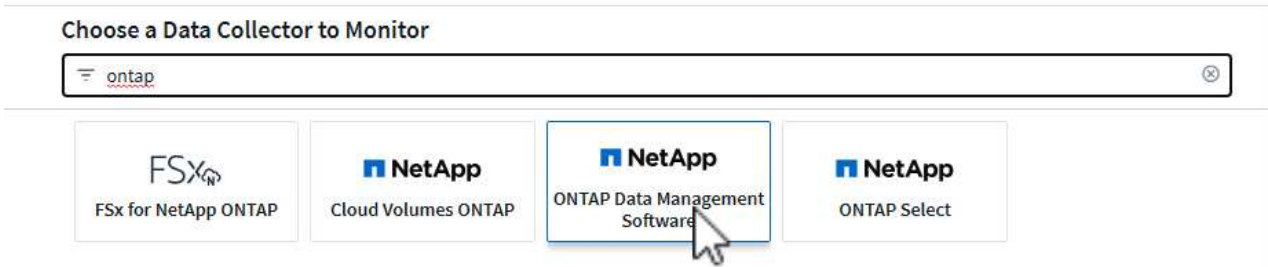 Choose a Data Collector to Monitor
ontap
FSx N
FSx for NetApp ONTAP
NetApp
Cloud Volumes ONTAP
NetApp
ONTAP Data Management
Software
NetApp
ONTAP Select